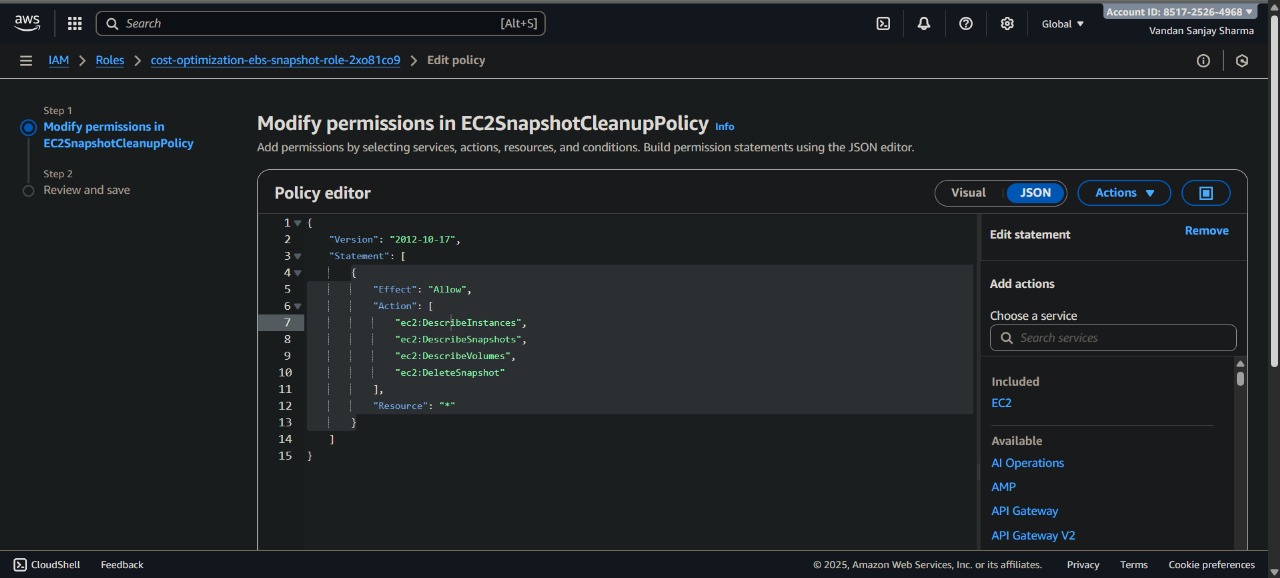 aws
Search [Alt+S]
Global
Account ID: 8517-2526-4968
Vandan Sanjay Sharma
IAM > Roles > cost-optimization-ebs-snapshot-role-2xo81co9 > Edit policy
Step 1
Modify permissions in
EC2SnapshotCleanupPolicy
Step 2
Review and save
Modify permissions in EC2SnapshotCleanupPolicy Info
Add permissions by selecting services, actions, resources, and conditions. Build permission statements using the JSON editor.
Policy editor
Visual JSON Actions
1 {
2 "Version": "2012-10-17",
3 "Statement": [
4 {
5 "Effect": "Allow",
6 "Action": [
7 "ec2:DescribeInstances",
8 "ec2:DescribeSnapshots",
9 "ec2:DescribeVolumes",
10 "ec2:DeleteSnapshot"
11 ],
12 "Resource": "*"
13 }
14 ]
15 }
Edit statement Remove
Add actions
Choose a service
Search services
Included
EC2
Available
AI Operations
AMP
API Gateway
API Gateway V2
CloudShell Feedback © 2025, Amazon Web Services, Inc. or its affiliates. Privacy Terms Cookie preferences